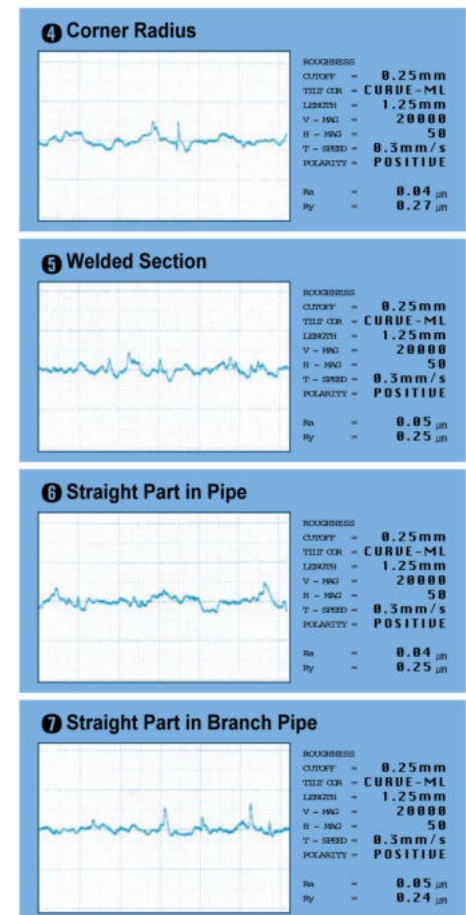 ❹ Corner Radius
ROUGHNESS
CUTOFF = 0.25mm
TILT COR = CURVE-ML
LENGTH = 1.25mm
V - MAG = 20000
H - MAG = 50
T - SPEED = 0.3mm/s
POLARITY = POSITIVE
Ra = 0.04 µm
Ry = 0.27 µm
❺ Welded Section
ROUGHNESS
CUTOFF = 0.25mm
TILT COR = CURVE-ML
LENGTH = 1.25mm
V - MAG = 20000
H - MAG = 50
T - SPEED = 0.3mm/s
POLARITY = POSITIVE
Ra = 0.05 µm
Ry = 0.25 µm
❻ Straight Part in Pipe
ROUGHNESS
CUTOFF = 0.25mm
TILT COR = CURVE-ML
LENGTH = 1.25mm
V - MAG = 20000
H - MAG = 50
T - SPEED = 0.3mm/s
POLARITY = POSITIVE
Ra = 0.04 µm
Ry = 0.25 µm
❼ Straight Part in Branch Pipe
ROUGHNESS
CUTOFF = 0.25mm
TILT COR = CURVE-ML
LENGTH = 1.25mm
V - MAG = 20000
H - MAG = 50
T - SPEED = 0.3mm/s
POLARITY = POSITIVE
Ra = 0.05 µm
Ry = 0.24 µm